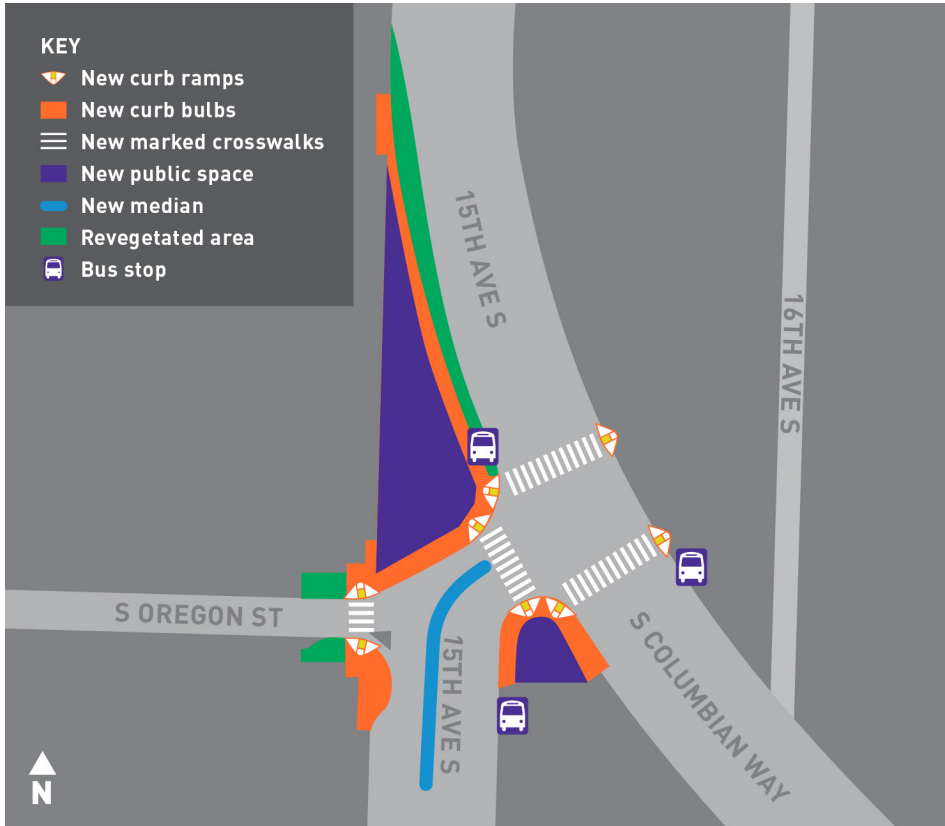 KEY
New curb ramps
New curb bulbs
New marked crosswalks
New public space
New median
Revegetated area
Bus stop
15TH AVE S
16TH AVE S
S OREGON ST
15TH AVE S
S COLUMBIAN WAY
N